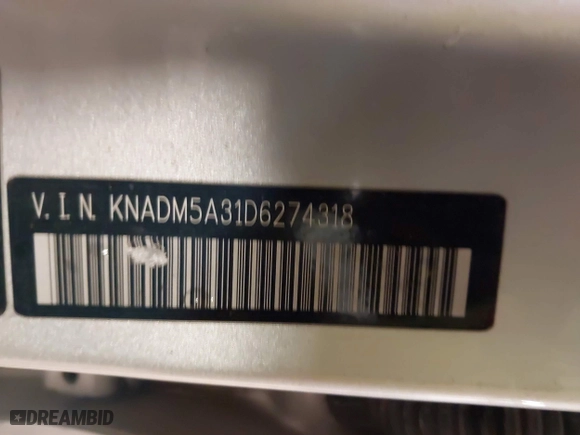 V. I. N. KNADM5A31D6274318
DREAMBID